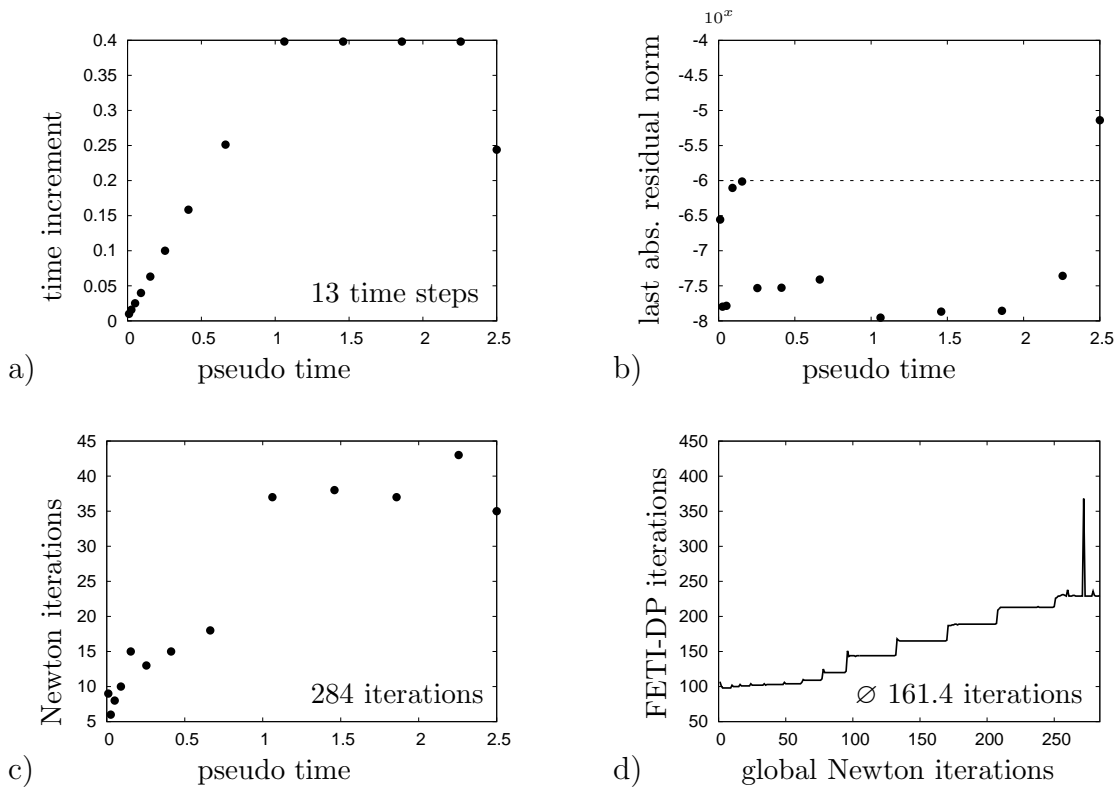 0.4
0.35
0.3
0.25
0.2
0.15
0.1
0.05
0
0 0.5 1 1.5 2 2.5
time increment
13 time steps
pseudo time
a)
10^x
-4
-4.5
-5
-5.5
-6
-6.5
-7
-7.5
-8
0 0.5 1 1.5 2 2.5
last abs. residual norm
pseudo time
b)
45
40
35
30
25
20
15
10
5
0 0.5 1 1.5 2 2.5
Newton iterations
284 iterations
pseudo time
c)
450
400
350
300
250
200
150
100
50
0 50 100 150 200 250
FETI-DP iterations
∅ 161.4 iterations
global Newton iterations
d)